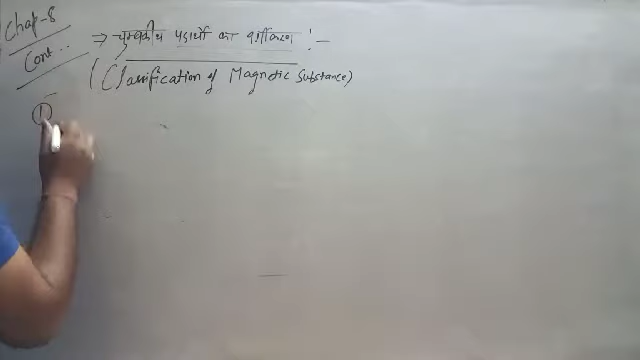 Chap-8
Cont...
⇒ चुम्बकीय पदार्थो का वर्गीकरण :-
(Classification of Magnetic Substance)
①